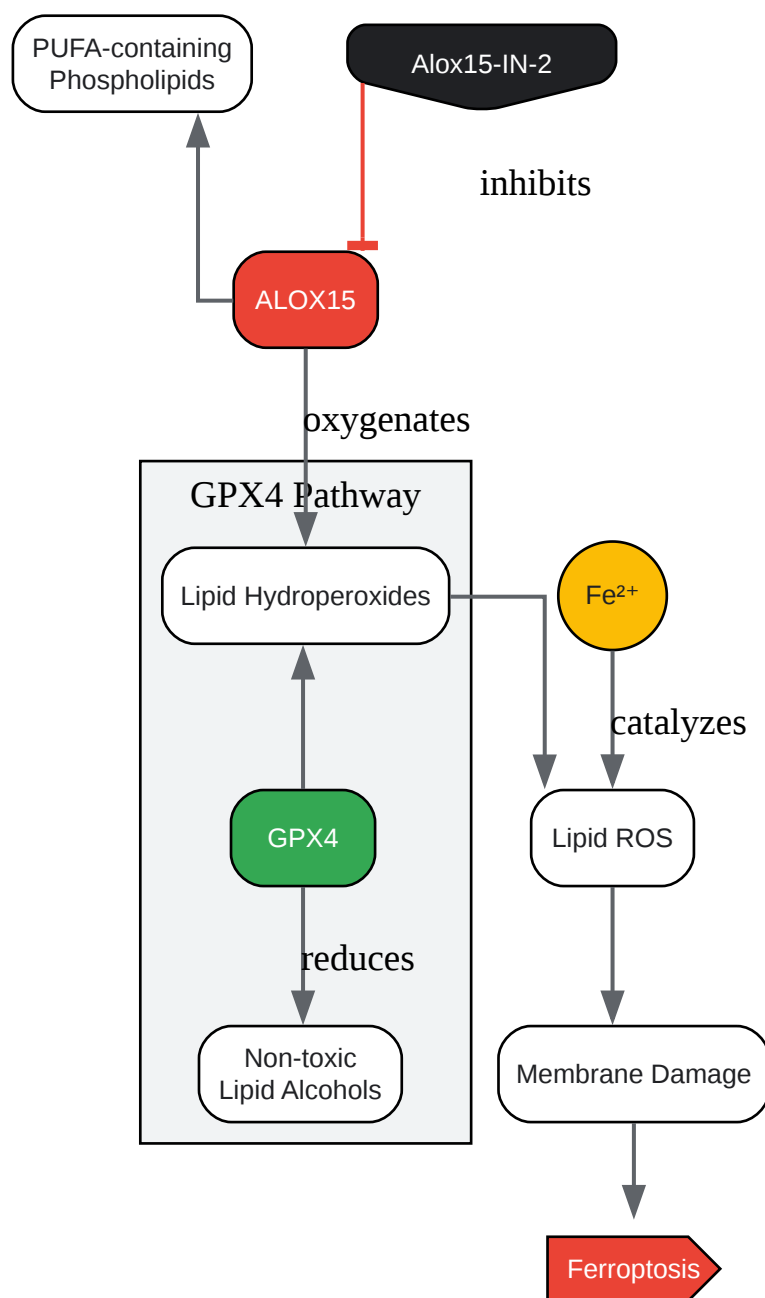 PUFA-containing
Phospholipids
Alox15-IN-2
inhibits
ALOX15
oxygenates
GPX4 Pathway
Lipid Hydroperoxides
Fe²⁺
catalyzes
GPX4
Lipid ROS
reduces
Non-toxic
Lipid Alcohols
Membrane Damage
Ferroptosis